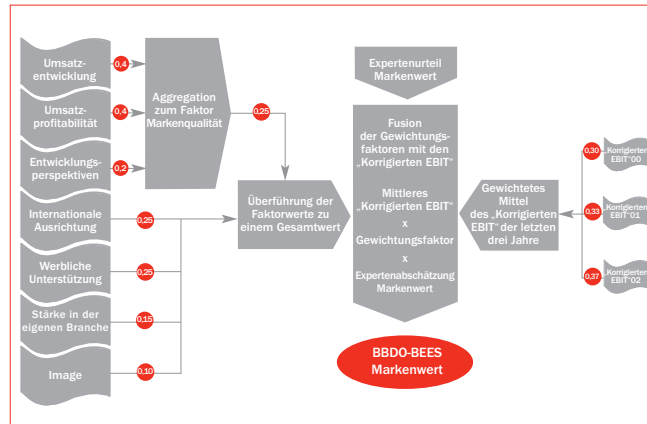 Umsatz-
entwicklung
0,4
Umsatz-
profitabilität
0,4
Entwicklungs-
perspektiven
0,2
Internationale
Ausrichtung
0,25
Werbliche
Unterstützung
0,25
Stärke in der
eigenen Branche
0,15
Image
0,10
Aggregation
zum Faktor
Markenqualität
0,25
Überführung der
Faktorwerte zu
einem Gesamtwert
Expertenurteil
Markenwert
Fusion
der Gewichtungs-
faktoren mit den
„Korrigierten EBIT“
Mittleres
„Korrigierten EBIT“
x
Gewichtungsfaktor
x
Expertenabschätzung
Markenwert
BBDO-BEES
Markenwert
Gewichtetes
Mittel
des „Korrigierten
EBIT“ der letzten
drei Jahre
0,30
„Korrigierten
EBIT“00
0,33
„Korrigierten
EBIT“01
0,37
„Korrigierten
EBIT“02